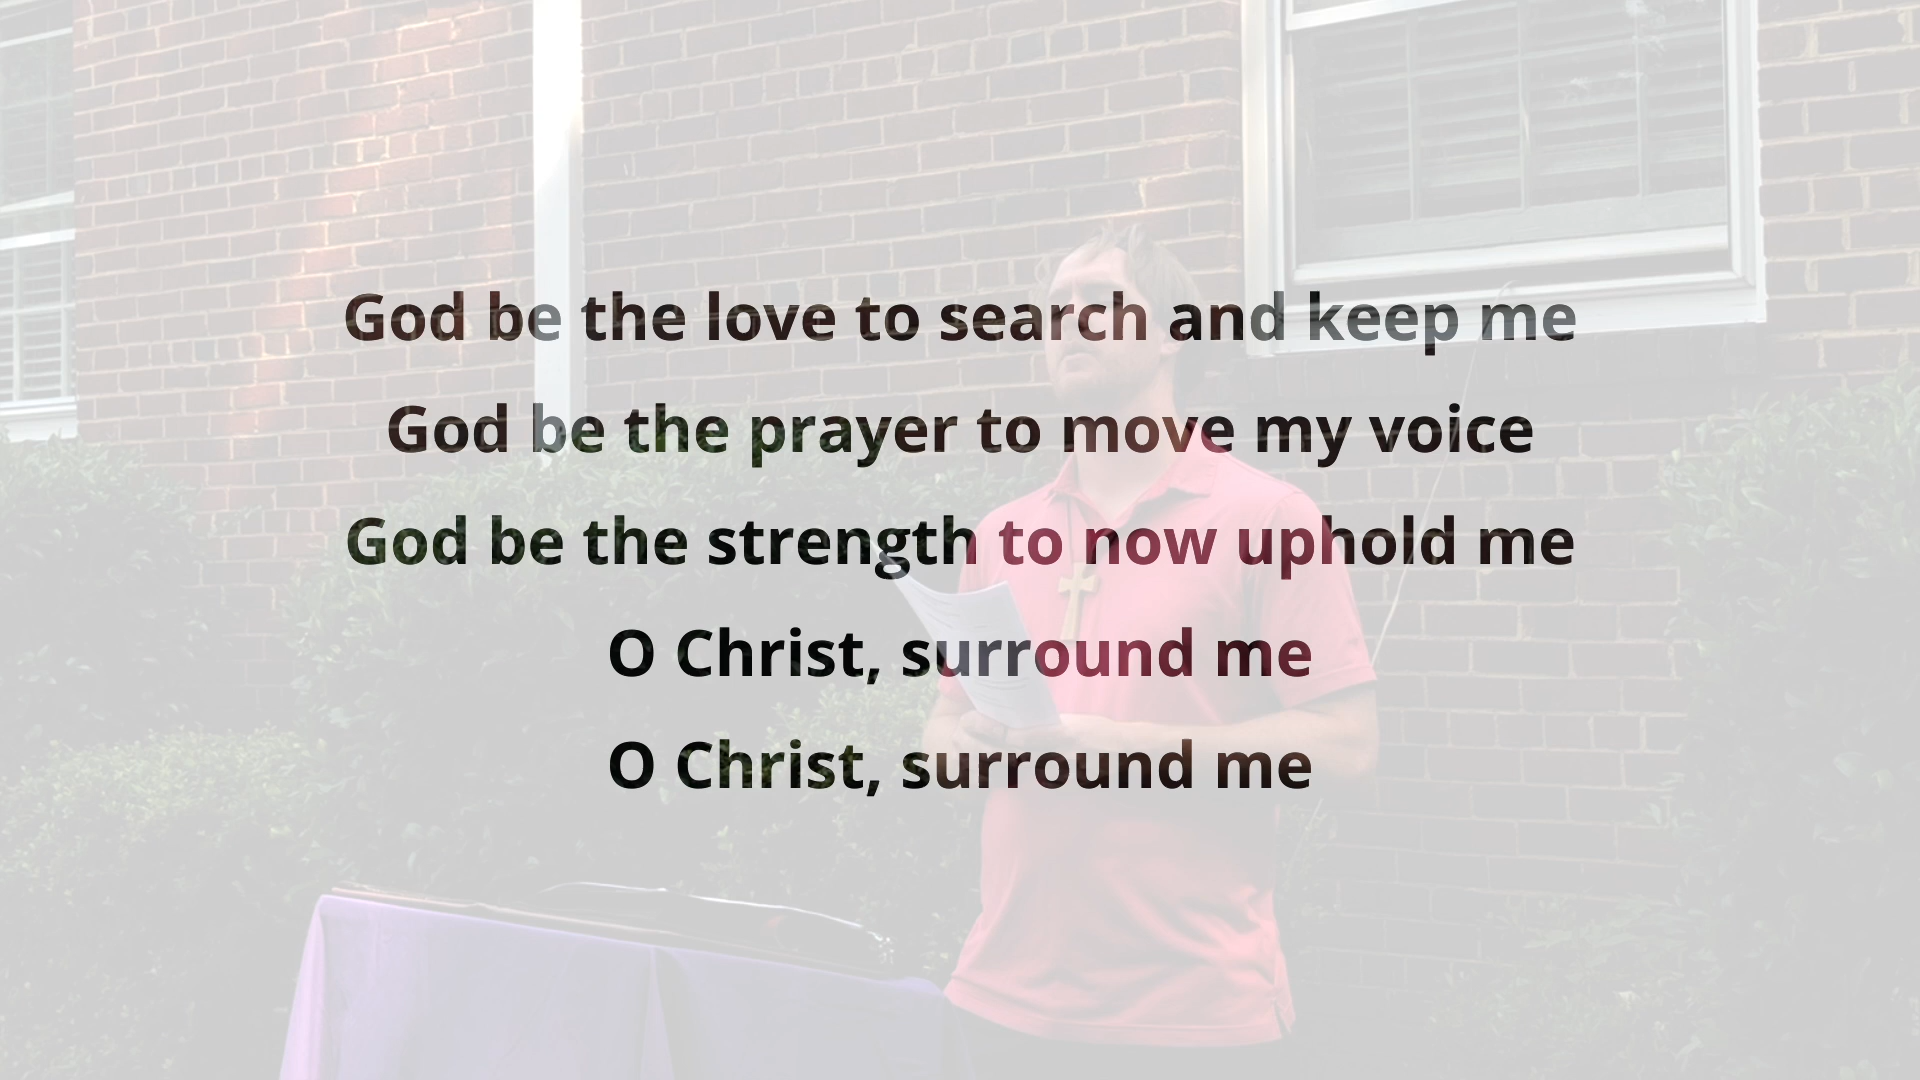 God be the love to search and keep me
God be the prayer to move my voice
God be the strength to now uphold me
O Christ, surround me
O Christ, surround me